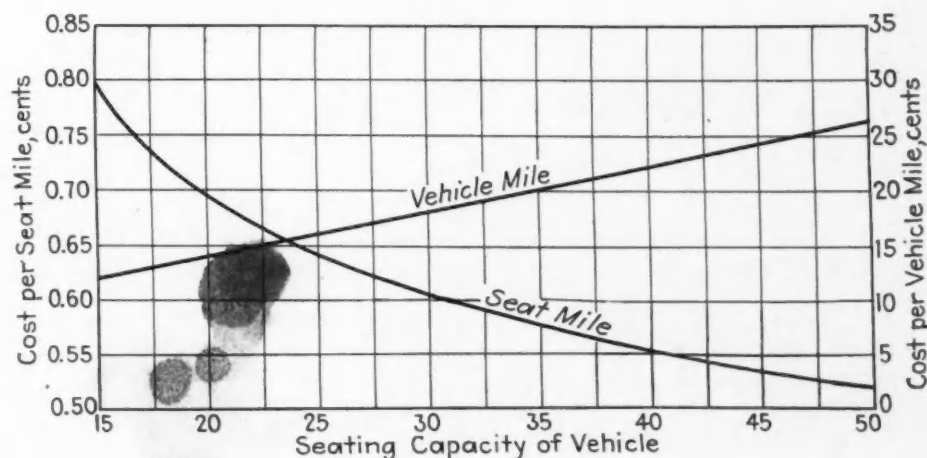 Cost per Seat Mile, cents
0.85
0.80
0.75
0.70
0.65
0.60
0.55
0.50
Vehicle Mile
Seat Mile
35
30
25
20
15
10
5
0
Cost per Vehicle Mile, cents
15 20 25 30 35 40 45 50
Seating Capacity of Vehicle